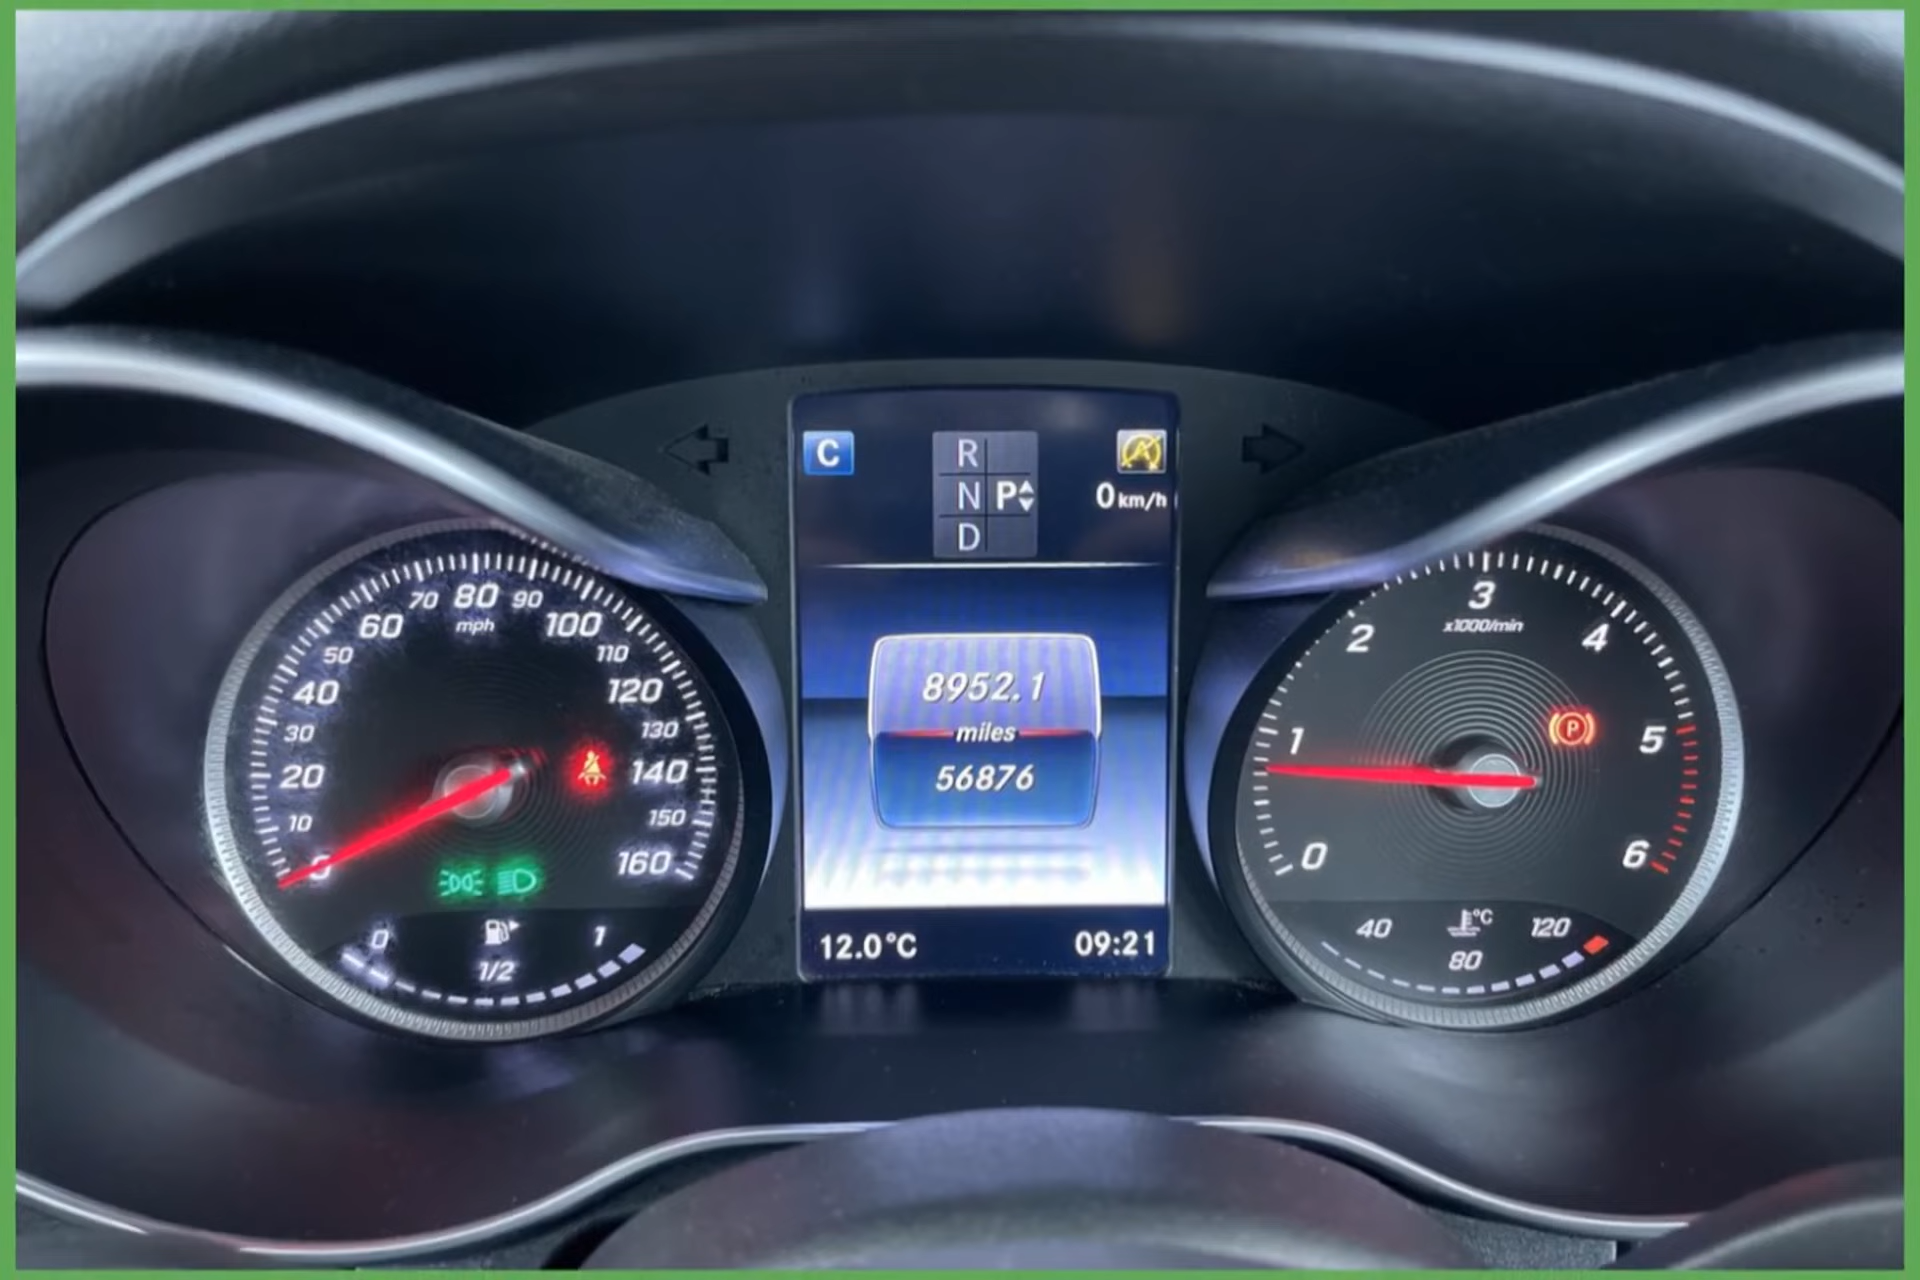 70 80 90
60 mph 100
50 110
40 120
30 130
20 140
10 150
0 160
0 1
1/2
C
R
N P
D
0 km/h
8952.1
miles
56876
12.0°C 09:21
3
x1000/min
2 4
1 5
P
0 6
°C
40 120
80